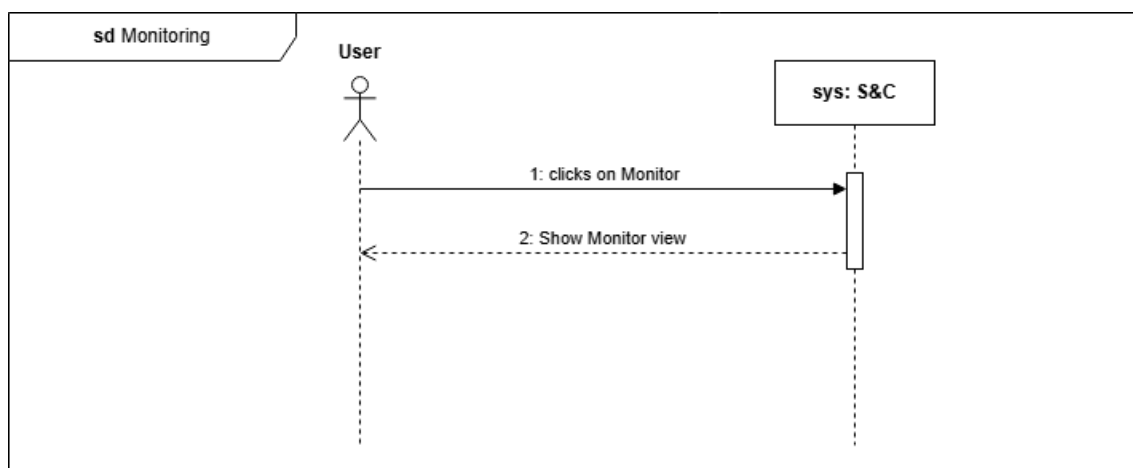 sd Monitoring
User
sys: S&C
1: clicks on Monitor
2: Show Monitor view